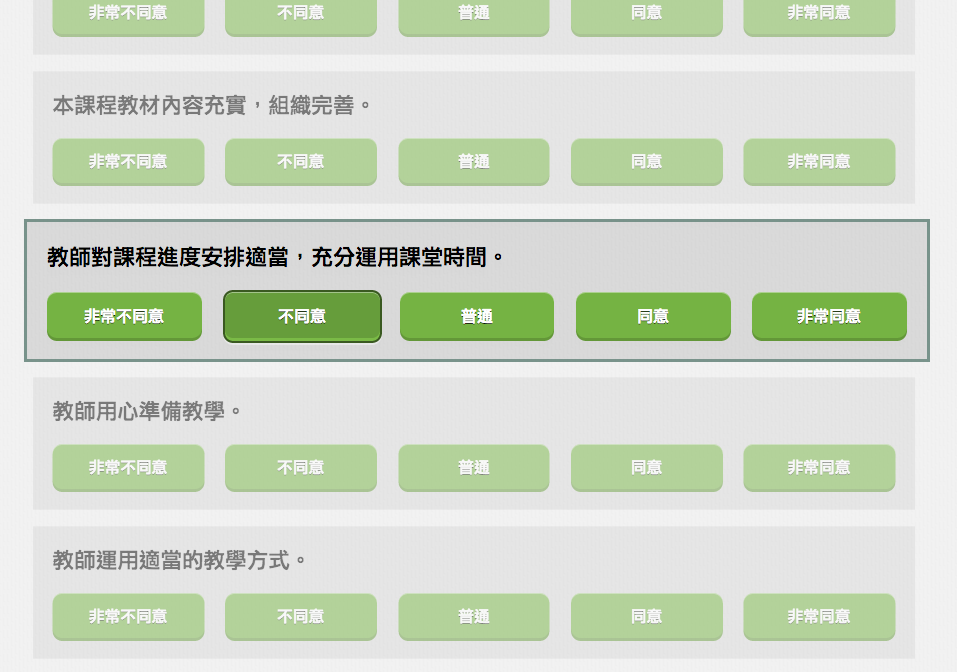 非常不同意 不同意 普通 同意 非常同意
本課程教材內容充實，組織完善。
非常不同意 不同意 普通 同意 非常同意
教師對課程進度安排適當，充分運用課堂時間。
非常不同意 不同意 普通 同意 非常同意
教師用心準備教學。
非常不同意 不同意 普通 同意 非常同意
教師運用適當的教學方式。
非常不同意 不同意 普通 同意 非常同意